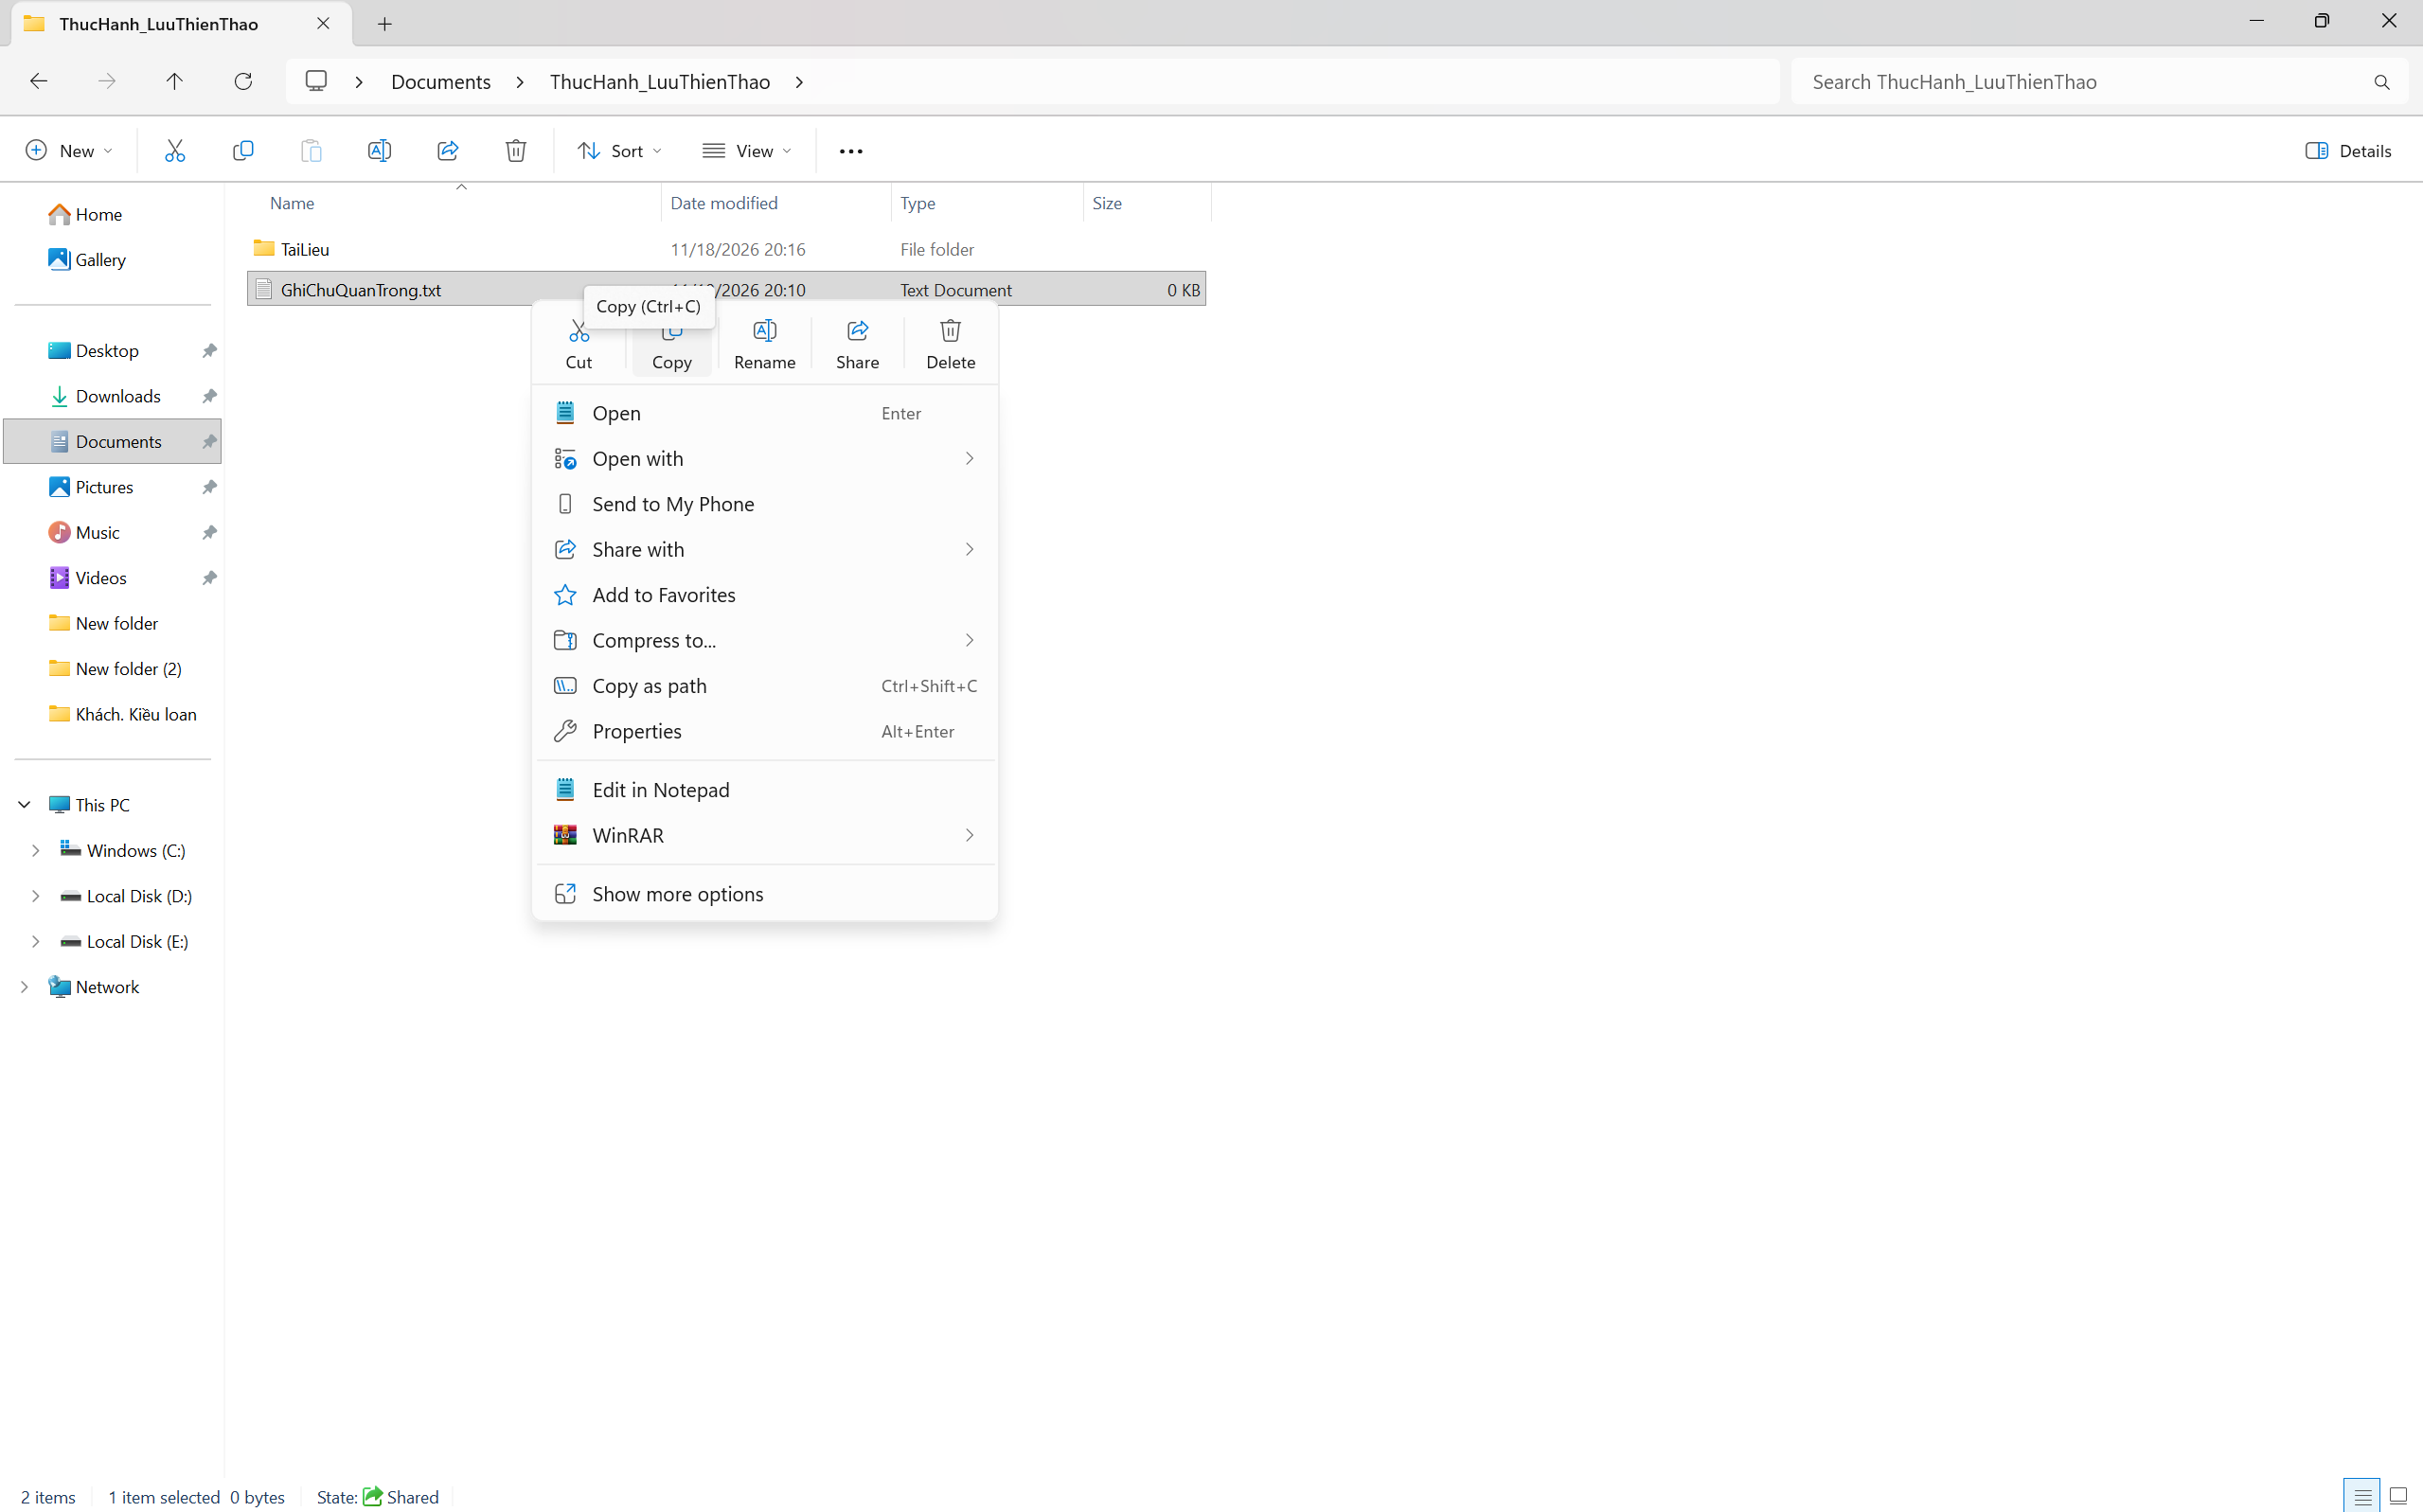 ThucHanh_LuuThienThao
Documents ThucHanh_LuuThienThao
Search ThucHanh_LuuThienThao
New Sort View Details
Name Date modified Type Size
TaiLieu 11/18/2026 20:16 File folder
GhiChuQuanTrong.txt /2026 20:10 Text Document 0 KB
Copy (Ctrl+C)
Cut Copy Rename Share Delete
Open Enter
Open with
Send to My Phone
Share with
Add to Favorites
Compress to...
Copy as path Ctrl+Shift+C
Properties Alt+Enter
Edit in Notepad
WinRAR
Show more options
Home
Gallery
Desktop
Downloads
Documents
Pictures
Music
Videos
New folder
New folder (2)
Khách. Kiều loan
This PC
Windows (C:)
Local Disk (D:)
Local Disk (E:)
Network
2 items 1 item selected 0 bytes State: Shared